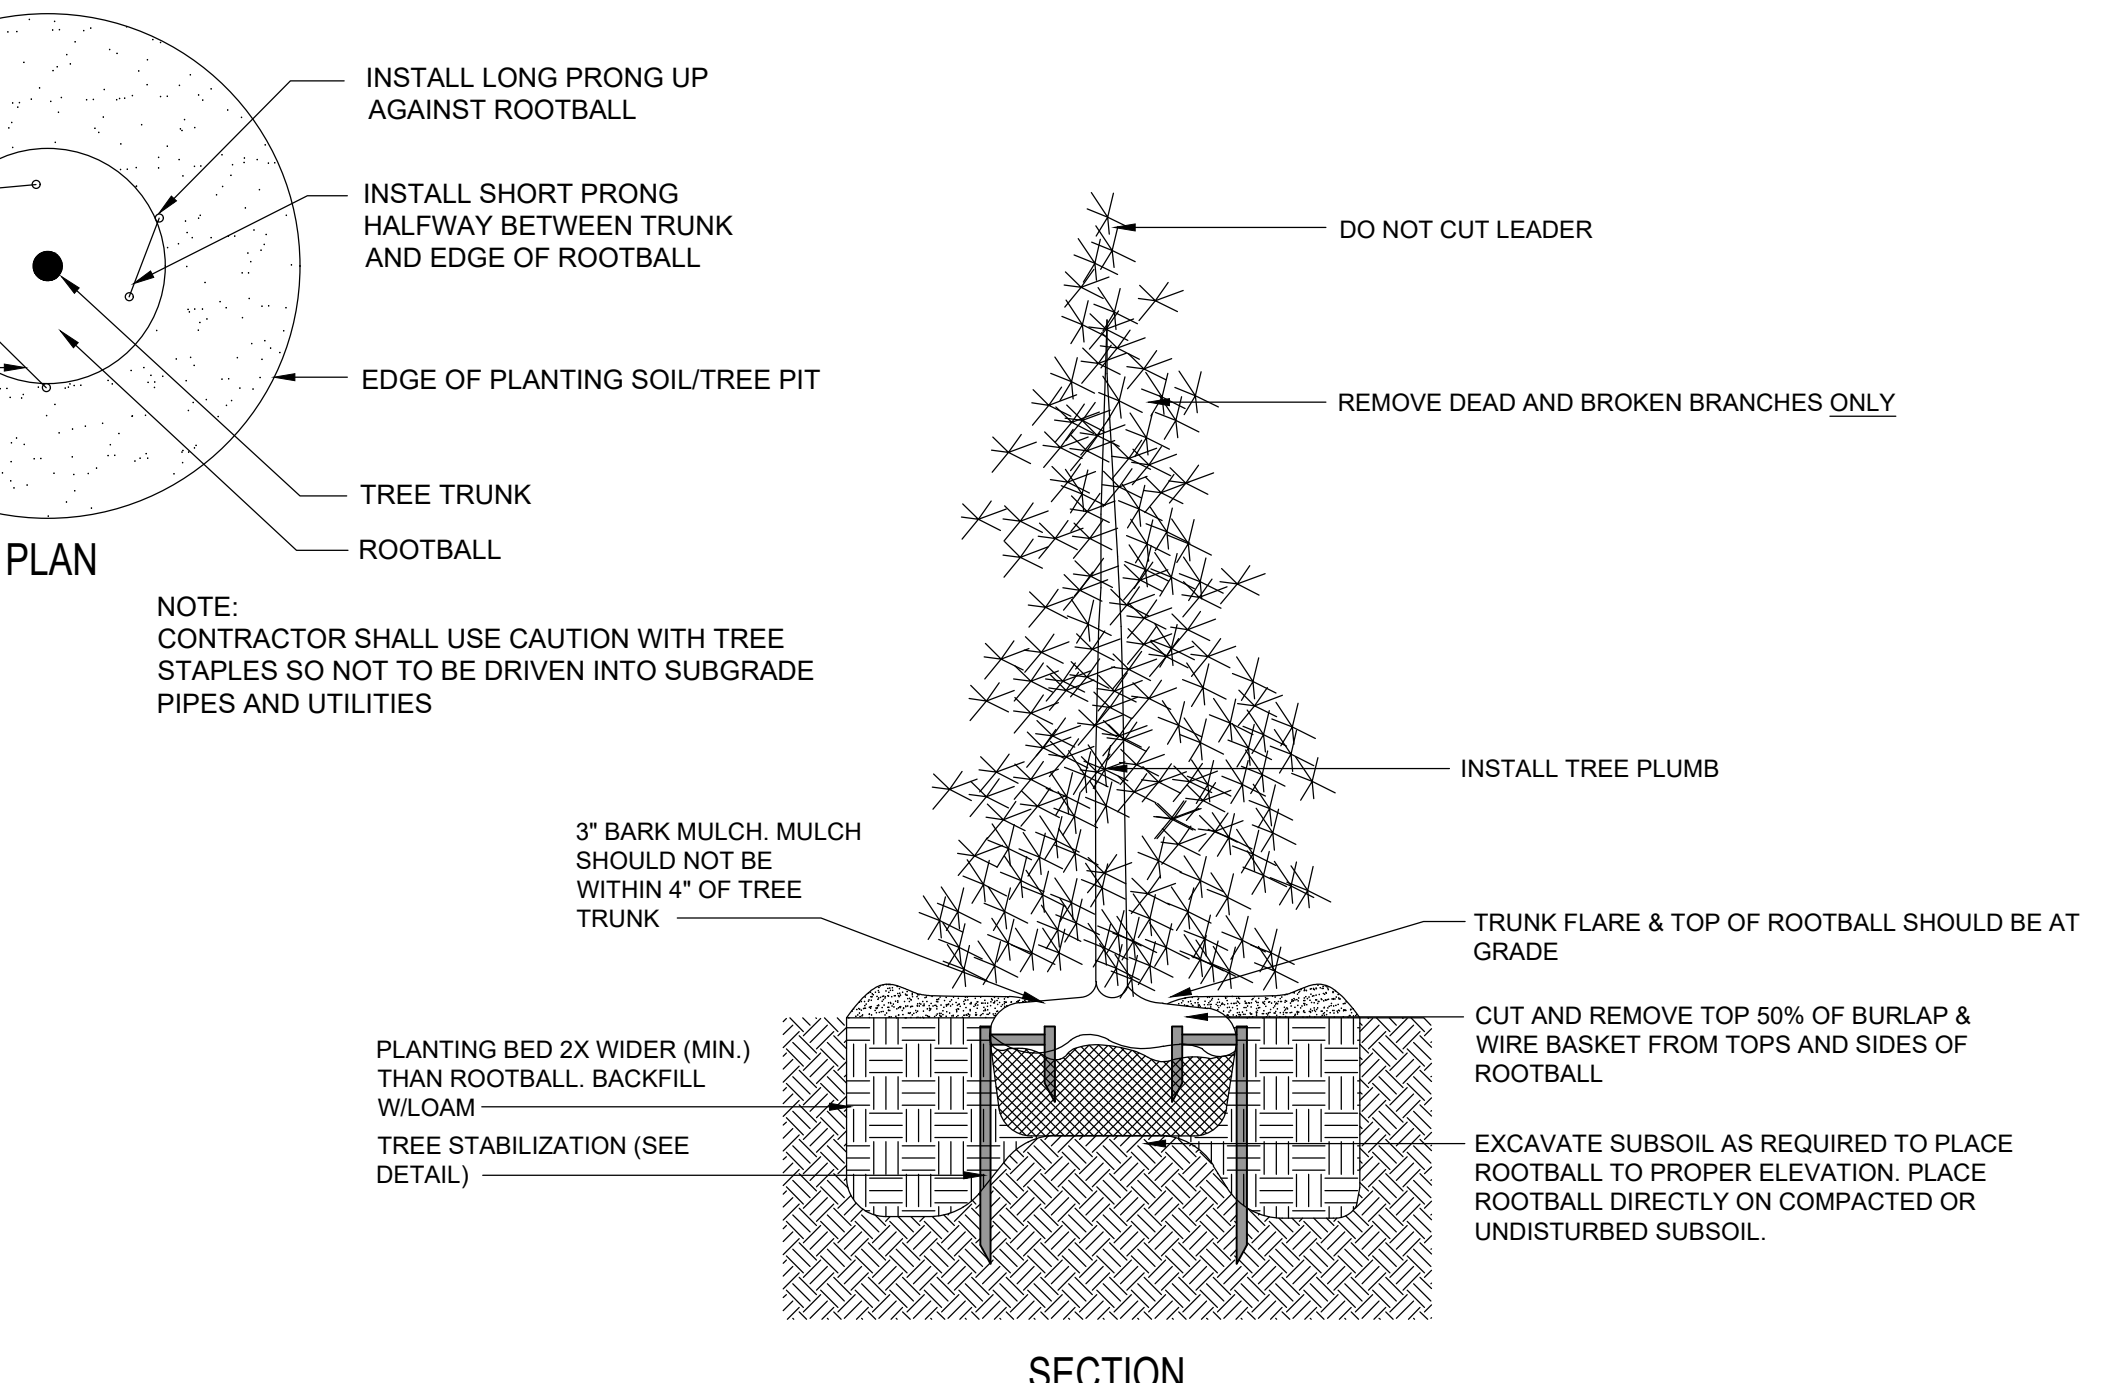 INSTALL LONG PRONG UP
AGAINST ROOTBALL
INSTALL SHORT PRONG
HALFWAY BETWEEN TRUNK
AND EDGE OF ROOTBALL
EDGE OF PLANTING SOIL/TREE PIT
TREE TRUNK
ROOTBALL
PLAN
NOTE:
CONTRACTOR SHALL USE CAUTION WITH TREE
STAPLES SO NOT TO BE DRIVEN INTO SUBGRADE
PIPES AND UTILITIES
DO NOT CUT LEADER
REMOVE DEAD AND BROKEN BRANCHES ONLY
INSTALL TREE PLUMB
3" BARK MULCH. MULCH
SHOULD NOT BE
WITHIN 4" OF TREE
TRUNK
PLANTING BED 2X WIDER (MIN.)
THAN ROOTBALL. BACKFILL
W/LOAM
TREE STABILIZATION (SEE
DETAIL)
TRUNK FLARE & TOP OF ROOTBALL SHOULD BE AT
GRADE
CUT AND REMOVE TOP 50% OF BURLAP &
WIRE BASKET FROM TOPS AND SIDES OF
ROOTBALL
EXCAVATE SUBSOIL AS REQUIRED TO PLACE
ROOTBALL TO PROPER ELEVATION. PLACE
ROOTBALL DIRECTLY ON COMPACTED OR
UNDISTURBED SUBSOIL.
SECTION